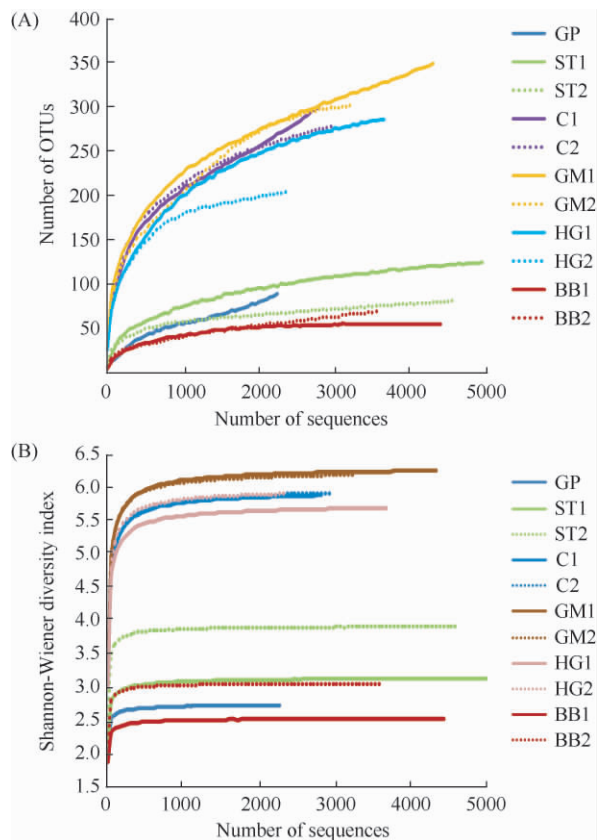 (A)
400
350
300
250
200
150
100
50
Number of OTUs
0
1000
2000
3000
4000
5000
Number of sequences
GP
ST1
ST2
C1
C2
GM1
GM2
HG1
HG2
BB1
BB2
(B)
6.5
6.0
5.5
5.0
4.5
4.0
3.5
3.0
2.5
2.0
1.5
Shannon-Wiener diversity index
0
1000
2000
3000
4000
5000
Number of sequences
GP
ST1
ST2
C1
C2
GM1
GM2
HG1
HG2
BB1
BB2